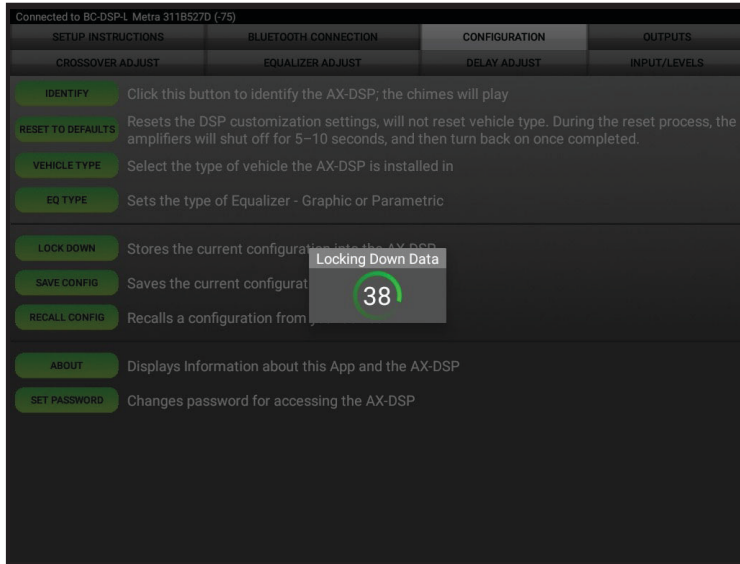 Connected to BC-DSP-L Metra 311B527D (-75)
SETUP INSTRUCTIONS BLUETOOTH CONNECTION CONFIGURATION OUTPUTS
CROSSOVER ADJUST EQUALIZER ADJUST DELAY ADJUST INPUT/LEVELS
IDENTIFY Click this button to identify the AX-DSP; the chimes will play
RESET TO DEFAULTS Resets the DSP customization settings, will not reset vehicle type. During the reset process, the
amplifiers will shut off for 5–10 seconds, and then turn back on once completed.
VEHICLE TYPE Select the type of vehicle the AX-DSP is installed in
EQ TYPE Sets the type of Equalizer - Graphic or Parametric
LOCK DOWN Stores the current configuration into the AX-DSP
Locking Down Data
SAVE CONFIG Saves the current
38
RECALL CONFIG Recalls a configuration from
ABOUT Displays Information about this App and the AX-DSP
SET PASSWORD Changes password for accessing the AX-DSP